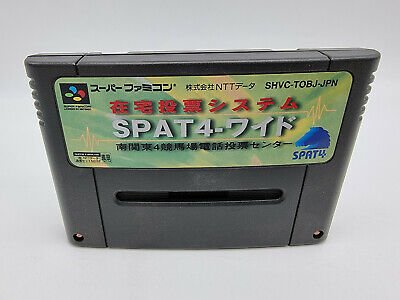 スーパーファミコン 株式会社NTTデータ SHVC-TOBJ-JPN
在宅投票システム
SPAT4-ワイド
南関東4競馬場電話投票センター
SPAT4